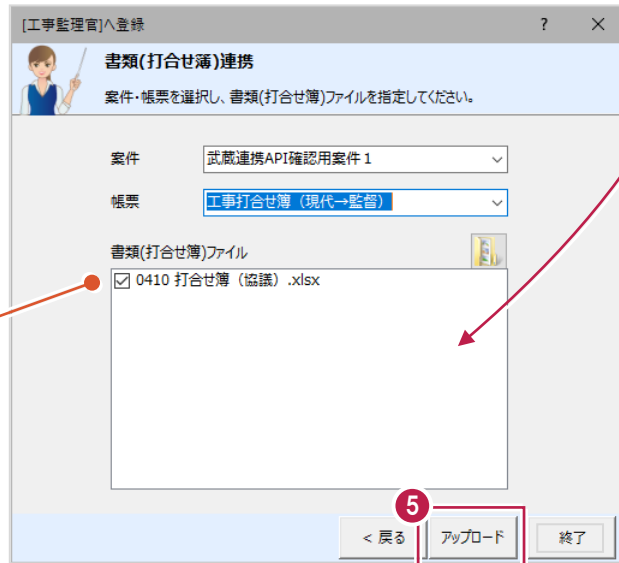 [工事監理官]へ登録 ? ×
書類(打合せ簿)連携
案件・帳票を選択し、書類(打合せ簿)ファイルを指定してください。
案件 武蔵連携API確認用案件1
帳票 工事打合せ簿（現代→監督）
書類(打合せ簿)ファイル
0410 打合せ簿（協議）.xlsx
5
< 戻る アップロード 終了